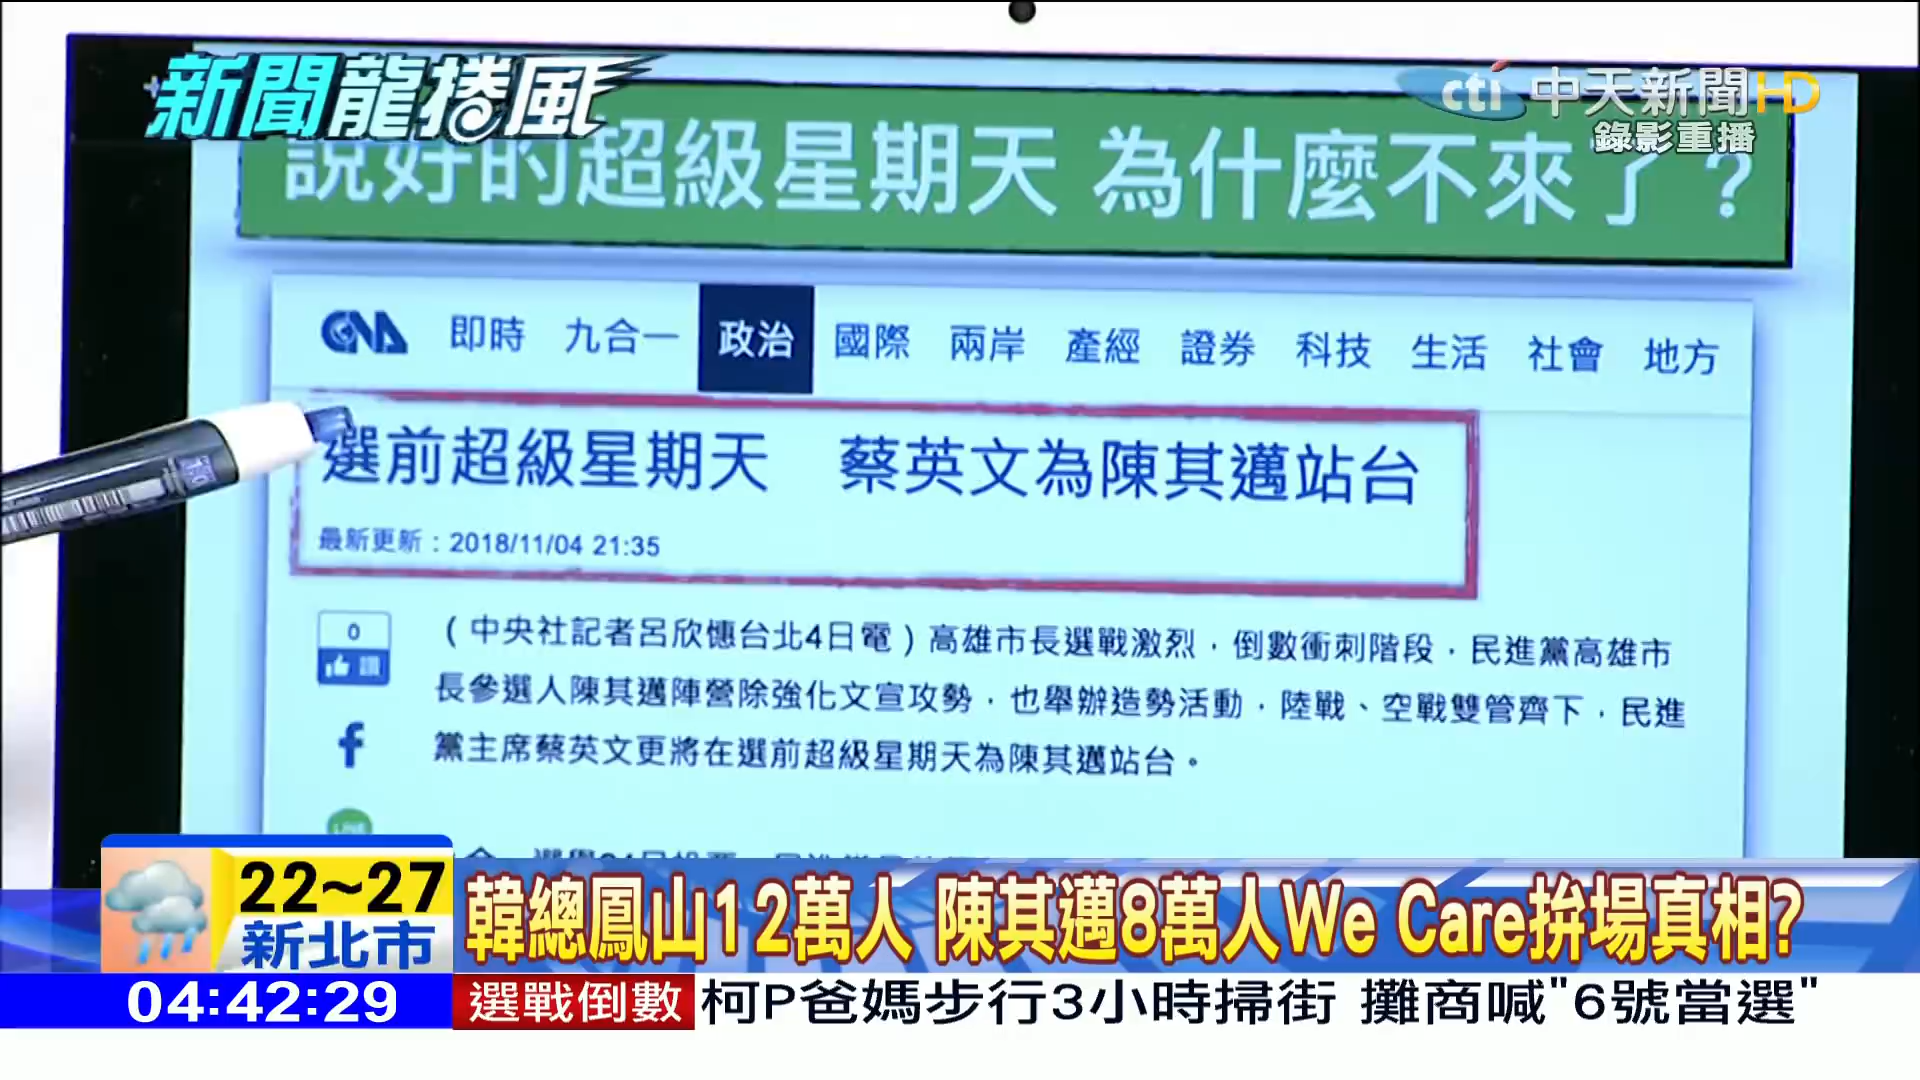 新聞龍捲風
cti 中天新聞HD
錄影重播
說好的超級星期天 為什麼不來了?
CNA 即時 九合一 政治 國際 兩岸 產經 證券 科技 生活 社會 地方
選前超級星期天 蔡英文為陳其邁站台
最新更新:2018/11/04 21:35
0
讚
(中央社記者呂欣憓台北4日電)高雄市長選戰激烈,倒數衝刺階段,民進黨高雄市
長參選人陳其邁陣營除強化文宣攻勢,也舉辦造勢活動,陸戰、空戰雙管齊下,民進
黨主席蔡英文更將在選前超級星期天為陳其邁站台。
22~27
新北市
韓總鳳山12萬人 陳其邁8萬人We Care拚場真相?
04:42:29
選戰倒數 柯P爸媽步行3小時掃街 攤商喊"6號當選"